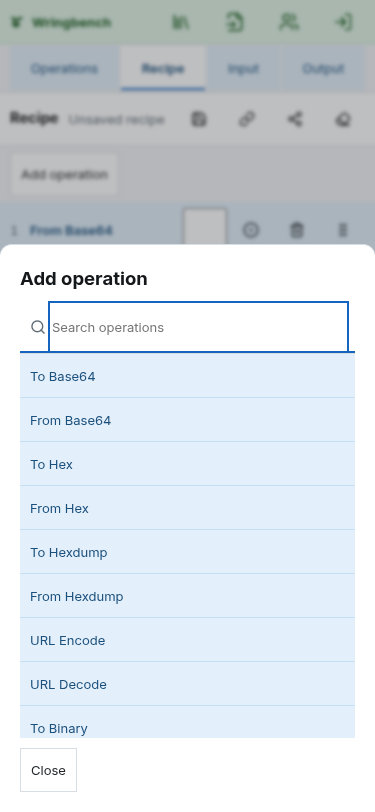 Wringbench
Operations Recipe Input Output
Recipe Unsaved recipe
Add operation
1 From Base64
Add operation
Search operations
To Base64
From Base64
To Hex
From Hex
To Hexdump
From Hexdump
URL Encode
URL Decode
To Binary
Close